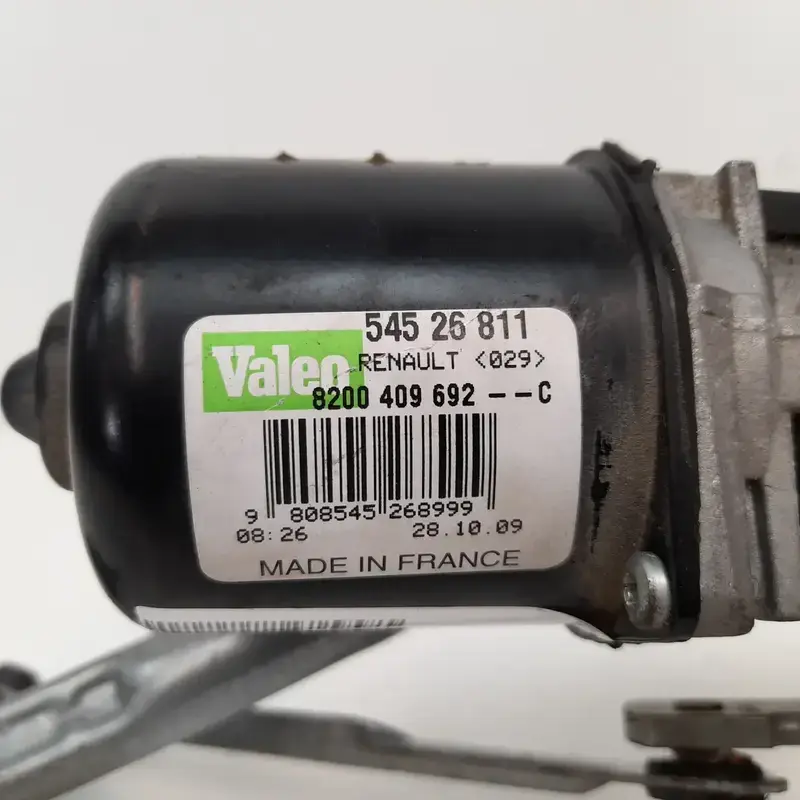 545 26 811
Valeo
RENAULT <029>
8200 409 692 -- C
9 808545 268999
08:26 28.10.09
MADE IN FRANCE